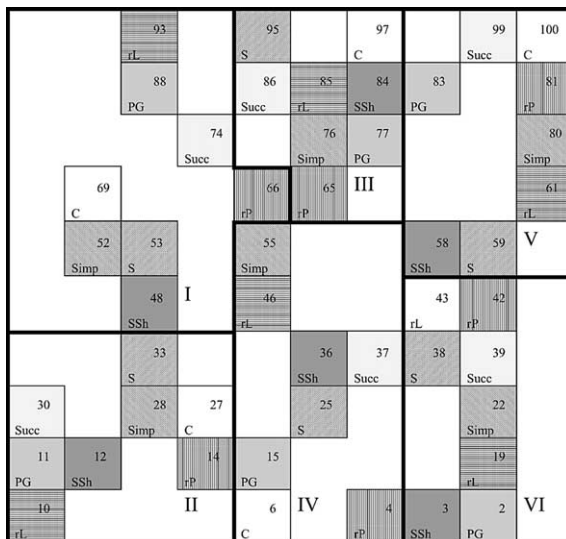 93 95 97 99 100
rL S C Succ C
88 86 85 84 83 81
PG Succ rL SSh PG rP
74 76 77 80
Succ Simp PG Simp
69 66 65 III 61
C rP rP rL
52 53 55 58 59 V
Simp S Simp SSh S
48 I 46 43 42
SSh rL rL rP
33 36 37 38 39
S SSh Succ S Succ
30 28 27 25 22
Succ Simp C S Simp
11 12 14 15 19
PG SSh rP PG rL
10 II 6 IV 4 3 2 VI
rL C rP SSh PG